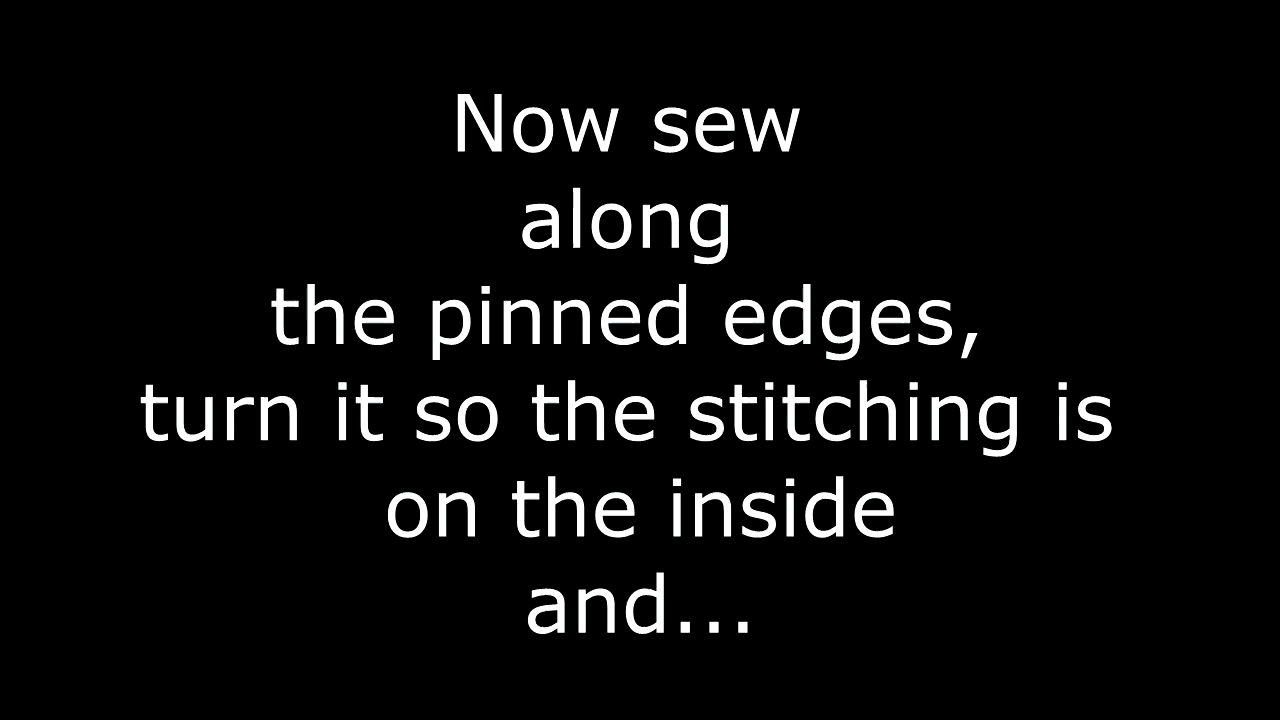 Now sew
along
the pinned edges,
turn it so the stitching is
on the inside
and...